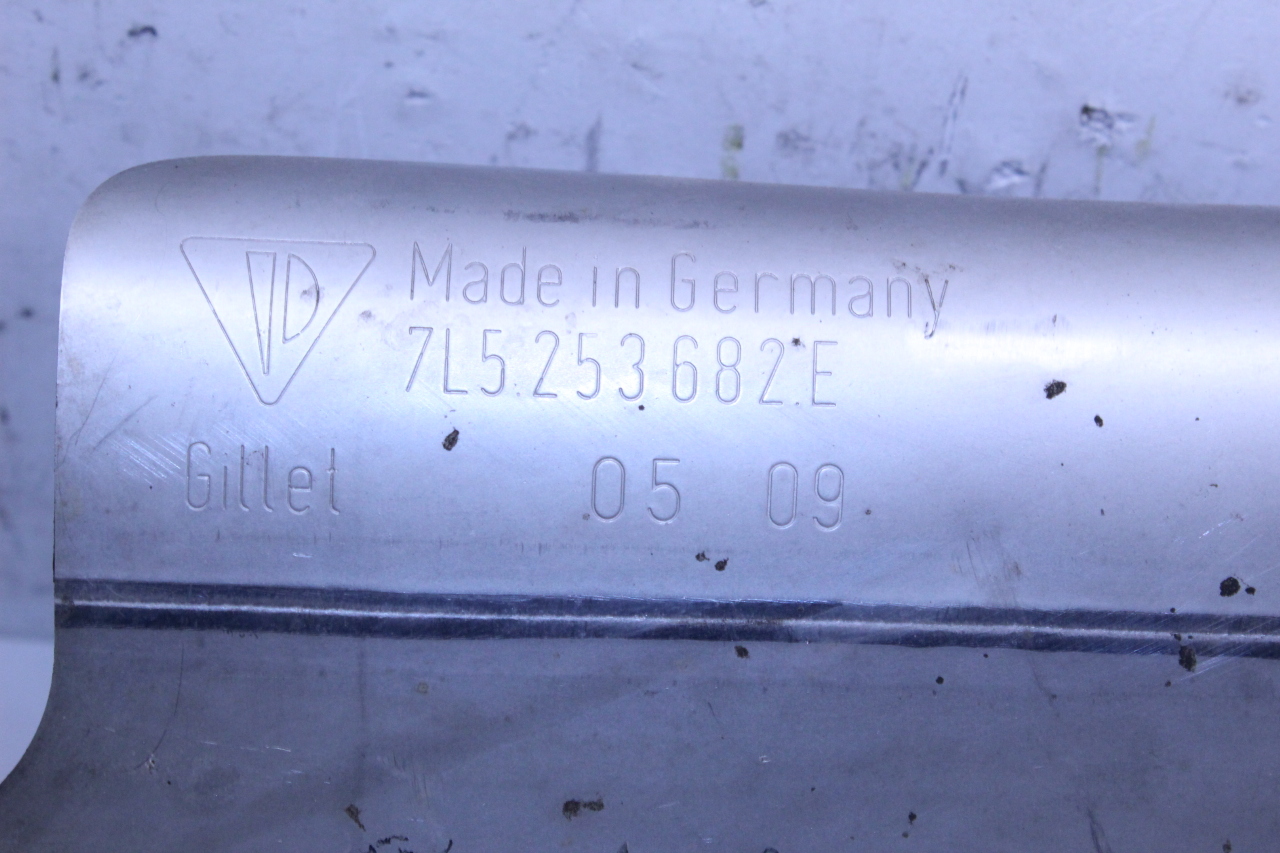 Made in Germany
7L5.253.682.E
Gillet 05 09